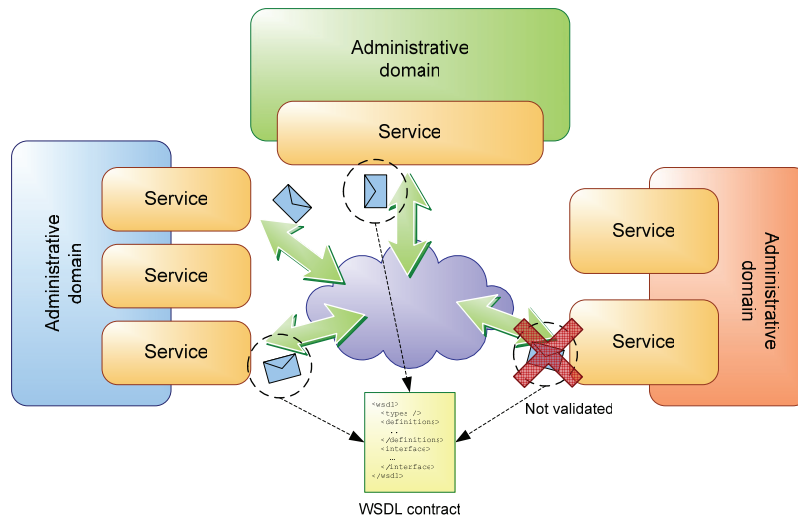 Administrative
domain
Service
Administrative
domain
Service
Service
Service
Service
Service
Administrative
domain
Not validated
<wsdl>
<types />
<definitions>
..
</definitions>
<interface>
…
</interface>
</wsdl>
WSDL contract